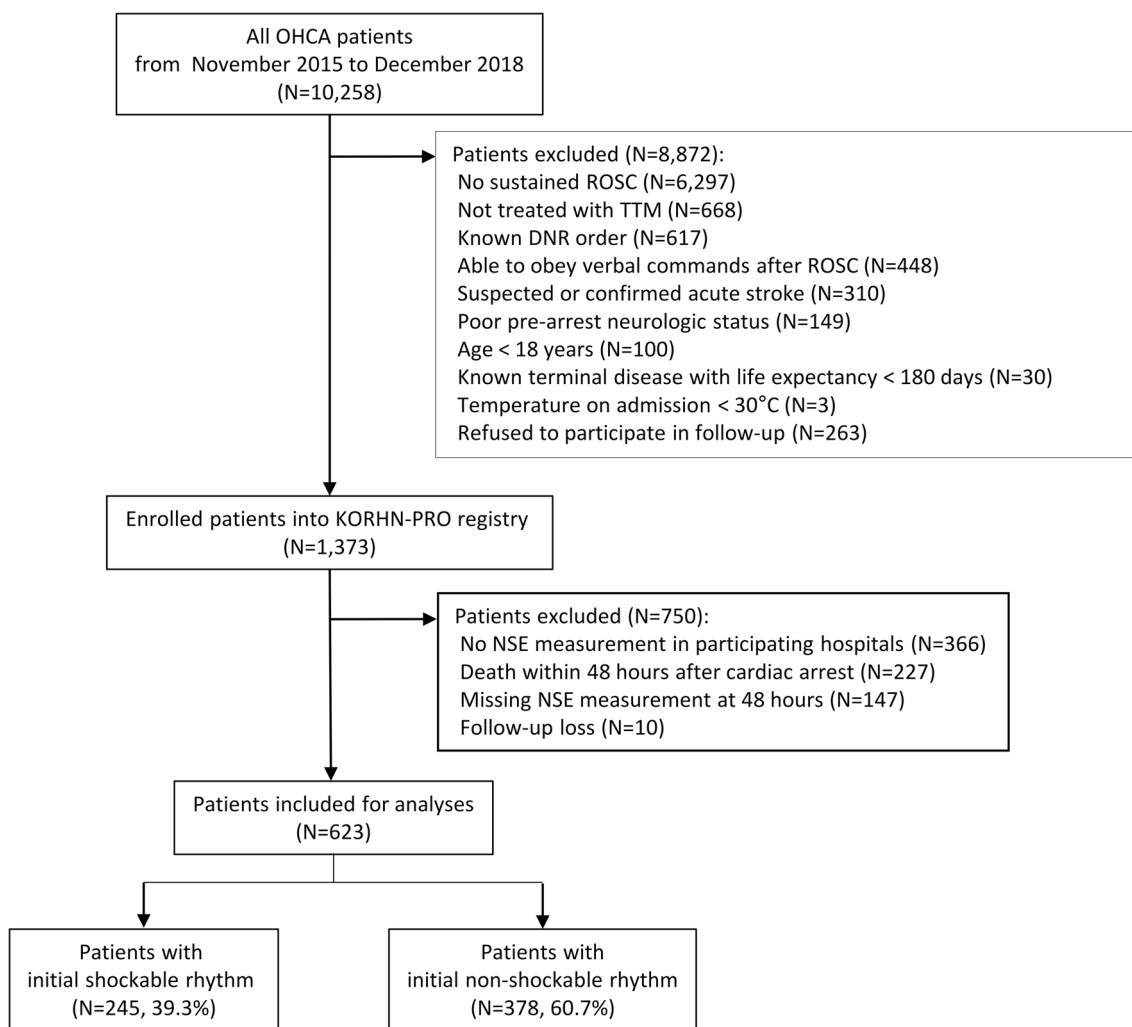 All OHCA patients
from November 2015 to December 2018
(N=10,258)
Patients excluded (N=8,872):
No sustained ROSC (N=6,297)
Not treated with TTM (N=668)
Known DNR order (N=617)
Able to obey verbal commands after ROSC (N=448)
Suspected or confirmed acute stroke (N=310)
Poor pre-arrest neurologic status (N=149)
Age < 18 years (N=100)
Known terminal disease with life expectancy < 180 days (N=30)
Temperature on admission < 30°C (N=3)
Refused to participate in follow-up (N=263)
Enrolled patients into KORHN-PRO registry
(N=1,373)
Patients excluded (N=750):
No NSE measurement in participating hospitals (N=366)
Death within 48 hours after cardiac arrest (N=227)
Missing NSE measurement at 48 hours (N=147)
Follow-up loss (N=10)
Patients included for analyses
(N=623)
Patients with
initial shockable rhythm
(N=245, 39.3%)
Patients with
initial non-shockable rhythm
(N=378, 60.7%)